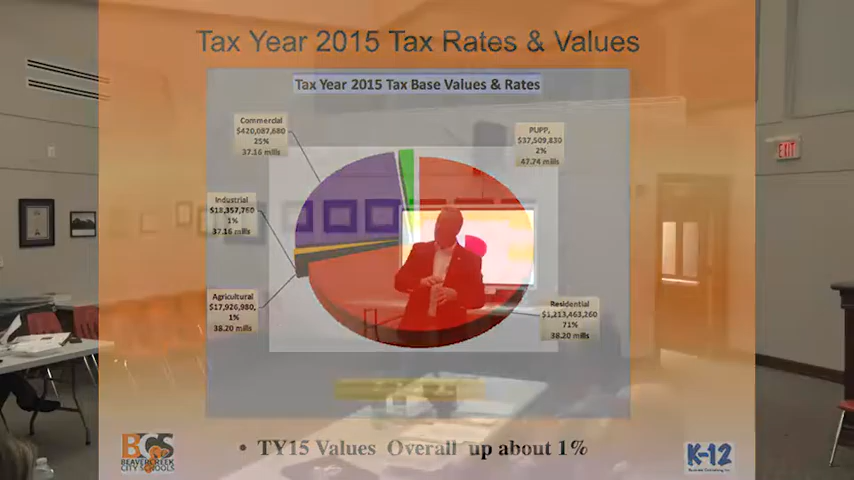 Tax Year 2015 Tax Rates & Values
Tax Year 2015 Tax Base Values & Rates
Commercial
$420,087,680
25%
37.16 mills
PUPP,
$37,509,830
2%
47.74 mills
EXIT
Industrial
$18,357,760
1%
37.16 mills
Agricultural
$17,926,980,
1%
38.20 mills
Residential
$1,213,463,260
71%
38.20 mills
• TY15 Values Overall up about 1%
BCS
BEAVERCREEK
CITY SCHOOLS
K-12